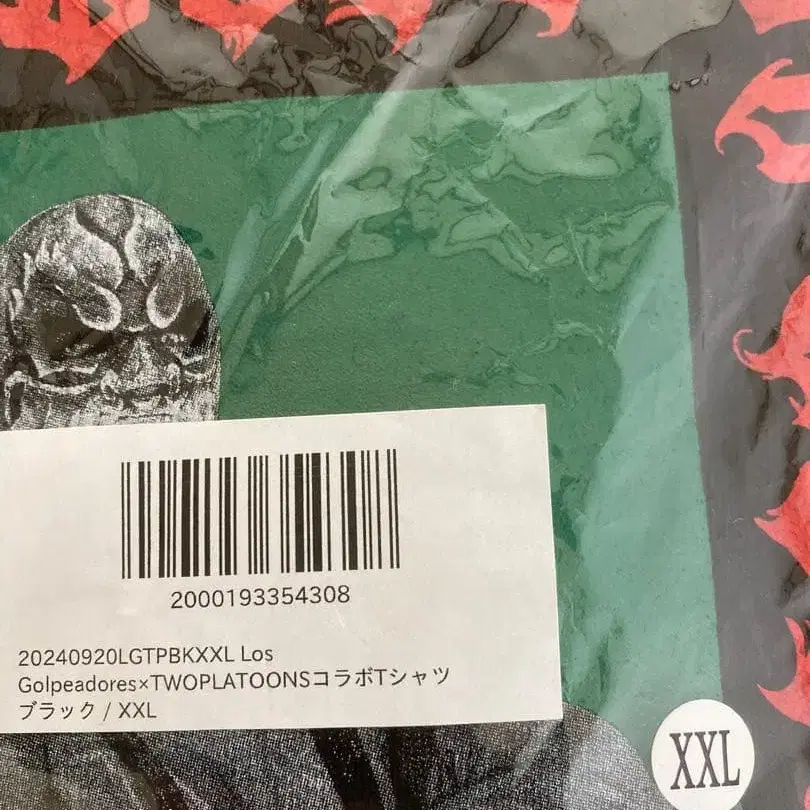 2000193354308
20240920LGTPBKXXL Los
Golpeadores×TWOPLATOONSコラボTシャツ
ブラック / XXL
XXL